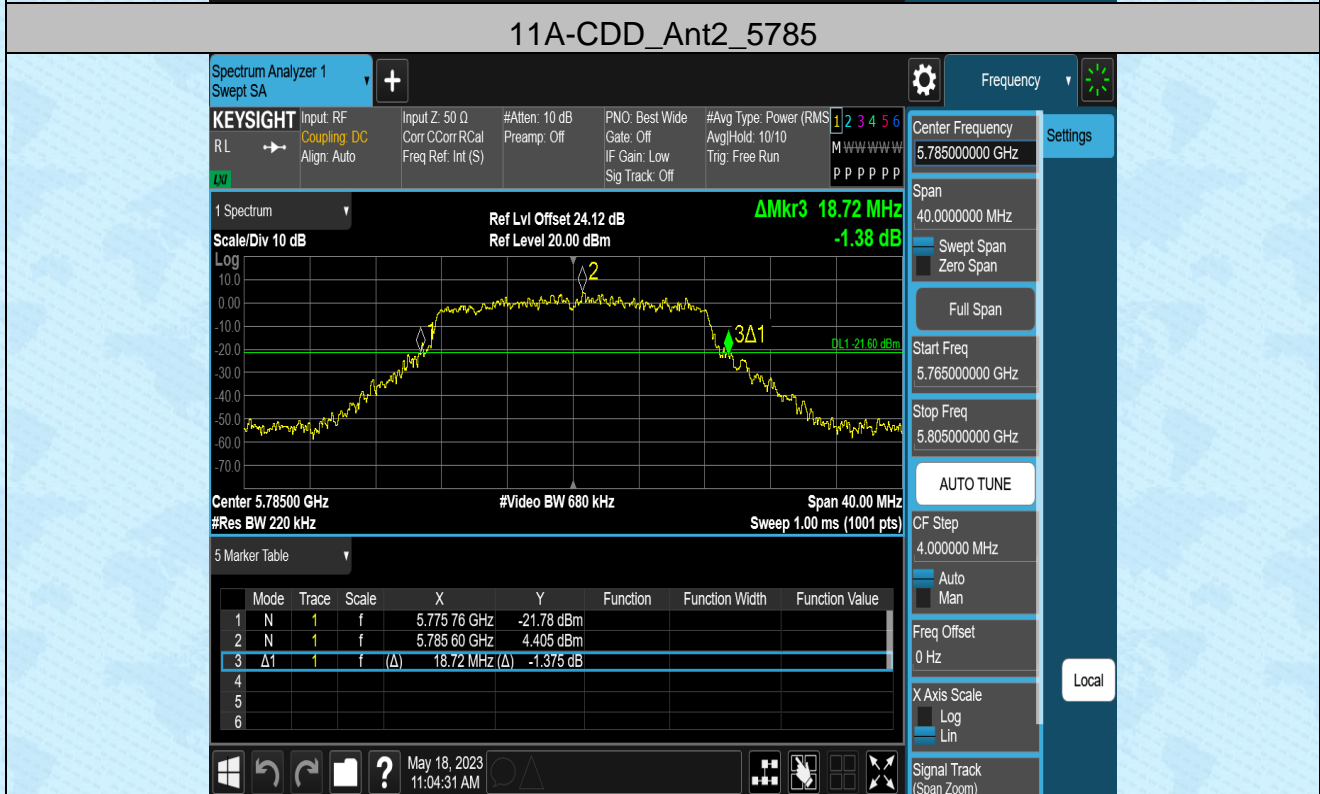 11A-CDD_Ant2_5785
Spectrum Analyzer 1
Swept SA
+
Frequency
KEYSIGHT
RL
LXI
Input: RF
Coupling: DC
Align: Auto
Input Z: 50 Ω
Corr CCorr RCal
Freq Ref: Int (S)
#Atten: 10 dB
Preamp: Off
PNO: Best Wide
Gate: Off
IF Gain: Low
Sig Track: Off
#Avg Type: Power (RMS
Avg|Hold: 10/10
Trig: Free Run
1 2 3 4 5 6
M W W W W W
P P P P P P
1 Spectrum
Scale/Div 10 dB
Ref Lvl Offset 24.12 dB
Ref Level 20.00 dBm
ΔMkr3 18.72 MHz
-1.38 dB
Log
10.0
0.00
-10.0
-20.0
-30.0
-40.0
-50.0
-60.0
-70.0
2
1
3Δ1
DL1 -21.60 dBm
Center 5.78500 GHz
#Res BW 220 kHz
#Video BW 680 kHz
Span 40.00 MHz
Sweep 1.00 ms (1001 pts)
5 Marker Table
Mode Trace Scale X Y Function Function Width Function Value
1 N 1 f 5.775 76 GHz -21.78 dBm
2 N 1 f 5.785 60 GHz 4.405 dBm
3 Δ1 1 f (Δ) 18.72 MHz (Δ) -1.375 dB
4
5
6
?
May 18, 2023
11:04:31 AM
Center Frequency
5.785000000 GHz
Span
40.0000000 MHz
Swept Span
Zero Span
Full Span
Start Freq
5.765000000 GHz
Stop Freq
5.805000000 GHz
AUTO TUNE
CF Step
4.000000 MHz
Auto
Man
Freq Offset
0 Hz
X Axis Scale
Log
Lin
Signal Track
(Span Zoom)
Settings
Local